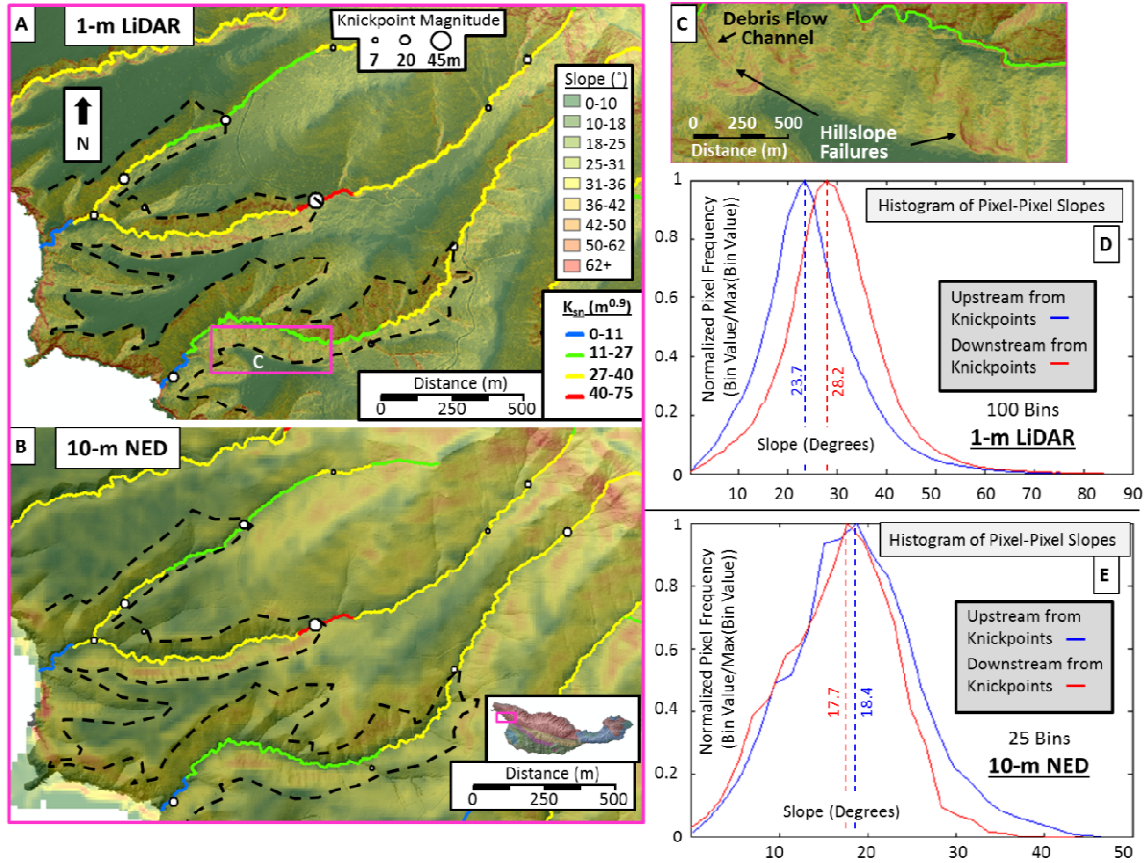 A
1-m LiDAR
Knickpoint Magnitude
7 20 45m
N
Slope (°)
0-10
10-18
18-25
25-31
31-36
36-42
42-50
50-62
62+
Ksn (m^0.9)
0-11
11-27
27-40
40-75
C
Distance (m)
0 250 500
B
10-m NED
Distance (m)
0 250 500
C
Debris Flow
Channel
0 250 500
Distance (m)
Hillslope
Failures
Normalized Pixel Frequency
(Bin Value/Max(Bin Value))
Histogram of Pixel-Pixel Slopes
D
Upstream from
Knickpoints
Downstream from
Knickpoints
100 Bins
1-m LiDAR
23.7
28.2
Slope (Degrees)
1
0.8
0.6
0.4
0.2
0
10 20 30 40 50 60 70 80 90
Normalized Pixel Frequency
(Bin Value/Max(Bin Value))
Histogram of Pixel-Pixel Slopes
E
Upstream from
Knickpoints
Downstream from
Knickpoints
25 Bins
10-m NED
17.7
18.4
Slope (Degrees)
1
0.8
0.6
0.4
0.2
0
10 20 30 40 50